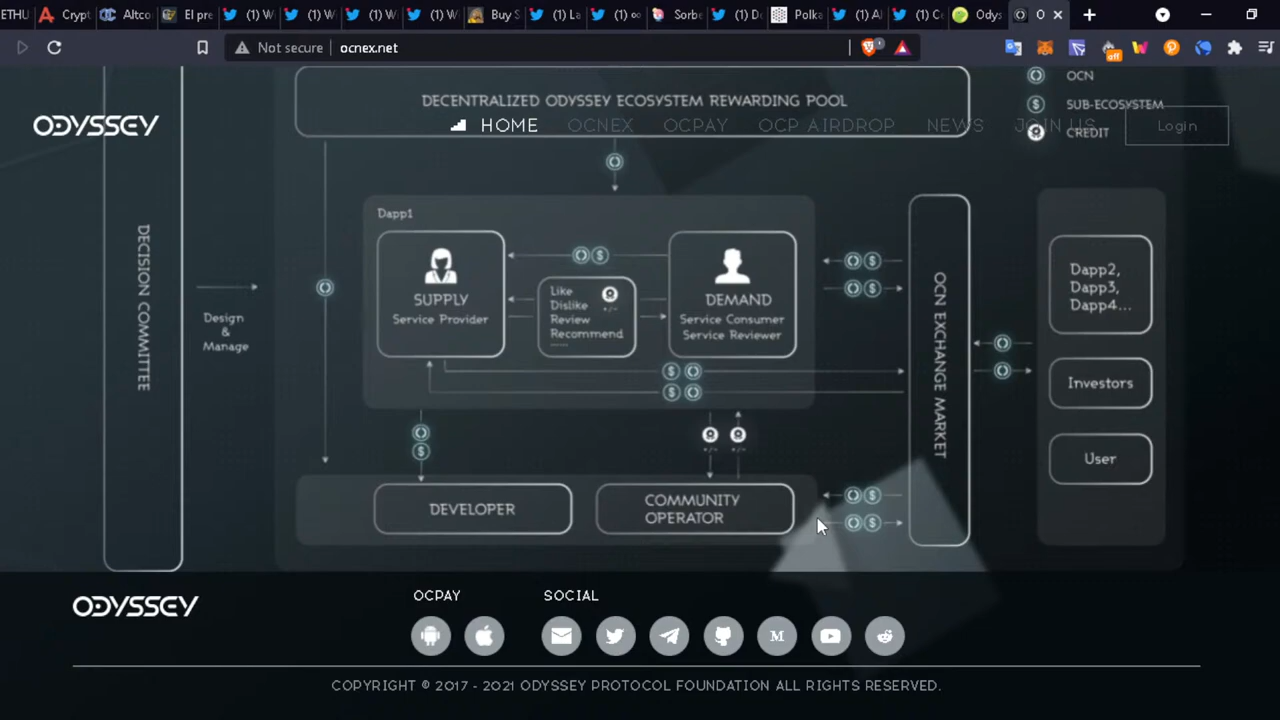 ETHU
Crypt
Altco
El pre
(1) W
(1) W
(1) W
(1) Wi
Buy S
(1) La
(1) ∞
Sorbe
(1) Do
Polka
(1) Al
(1) Co
Odys
O
Not secure
ocnex.net
DECENTRALIZED ODYSSEY ECOSYSTEM REWARDING POOL
OCN
SUB-ECOSYSTEM
CREDIT
ODYSSEY
HOME
OCNEX
OCPAY
OCP AIRDROP
NEWS
JOIN US
Login
DECISION COMMITTEE
Design
&
Manage
Dapp1
SUPPLY
Service Provider
Like
Dislike
Review
Recommend
DEMAND
Service Consumer
Service Reviewer
OCN EXCHANGE MARKET
Dapp2,
Dapp3,
Dapp4...
Investors
User
DEVELOPER
COMMUNITY
OPERATOR
ODYSSEY
OCPAY
SOCIAL
COPYRIGHT © 2017 - 2021 ODYSSEY PROTOCOL FOUNDATION ALL RIGHTS RESERVED.